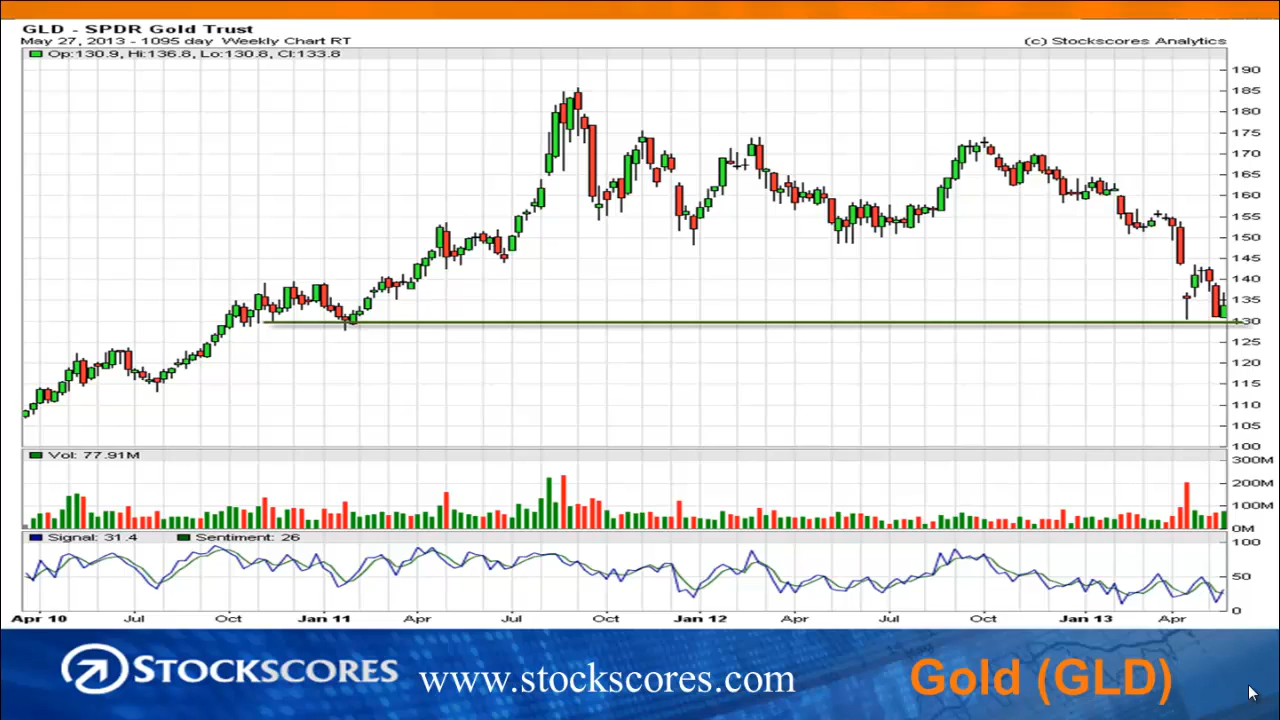 GLD - SPDR Gold Trust
May 27, 2013 - 1095 day Weekly Chart RT (c) Stockscores Analytics
Op:130.9, Hi:136.8, Lo:130.8, Cl:133.8
190
185
180
175
170
165
160
155
150
145
140
135
130
125
120
115
110
105
100
Vol: 77.91M
300M
200M
100M
0M
Signal: 31.4 Sentiment: 26
100
50
0
Apr 10 Jul Oct Jan 11 Apr Jul Oct Jan 12 Apr Jul Oct Jan 13 Apr
STOCKSCORES www.stockscores.com Gold (GLD)